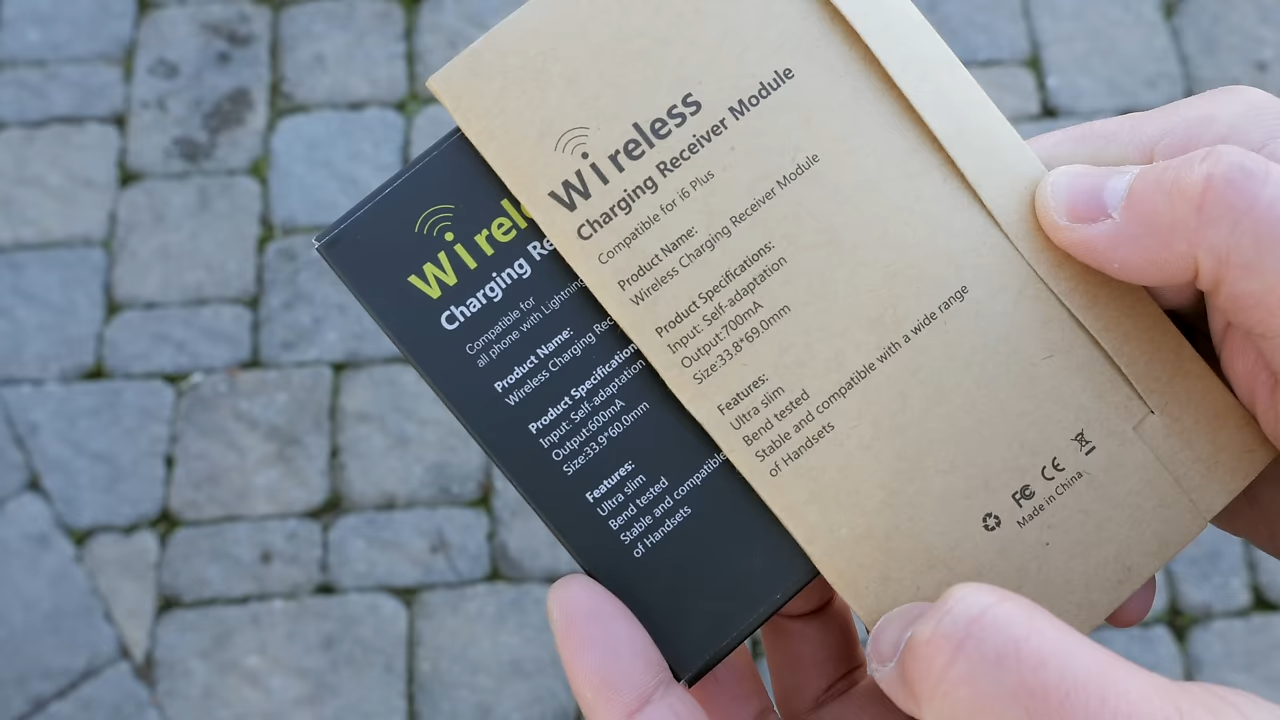 wireless
Charging Receiver Module
Compatible for i6 Plus
Product Name:
Wireless Charging Receiver Module
Product Specifications:
Input: Self-adaptation
Output:700mA
Size:33.8*69.0mm
Features:
Ultra slim
Bend tested
Stable and compatible with a wide range
of Handsets
FC CE
Made in China
wirel
Charging Re
Compatible for
all phone with Lightning
Product Name:
Wireless Charging Rec
Product Specification
Input: Self-adaptation
Output:600mA
Size:33.9*60.0mm
Features:
Ultra slim
Bend tested
Stable and compatible
of Handsets